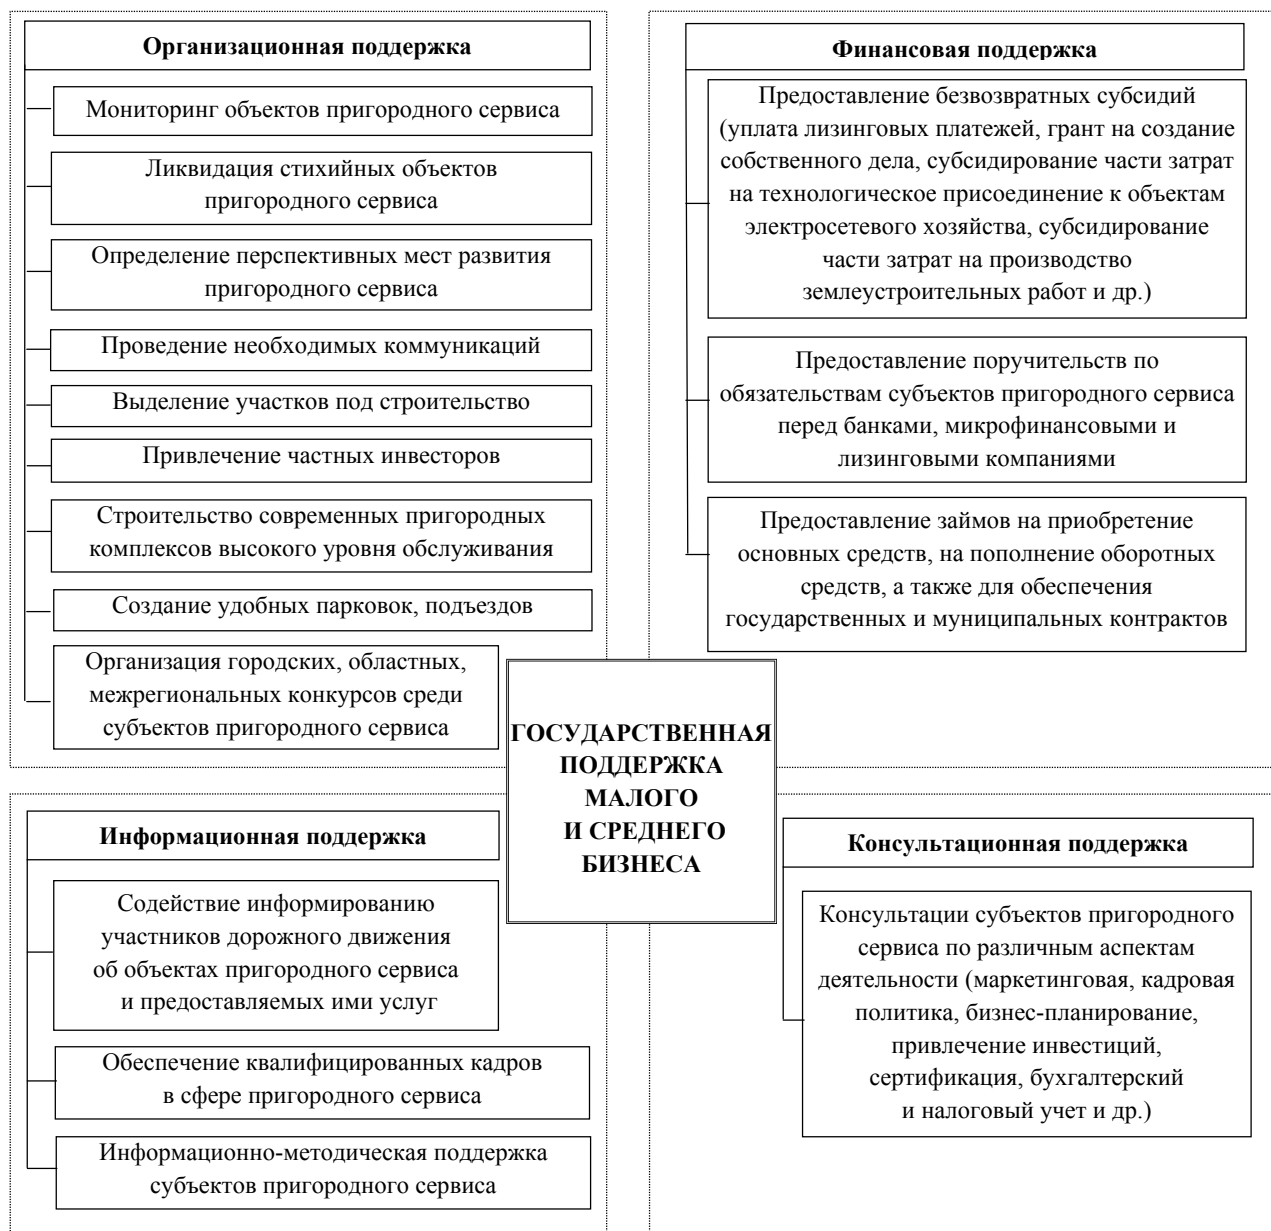 Организационная поддержка
Мониторинг объектов пригородного сервиса
Ликвидация стихийных объектов
пригородного сервиса
Определение перспективных мест развития
пригородного сервиса
Проведение необходимых коммуникаций
Выделение участков под строительство
Привлечение частных инвесторов
Строительство современных пригородных
комплексов высокого уровня обслуживания
Создание удобных парковок, подъездов
Организация городских, областных,
межрегиональных конкурсов среди
субъектов пригородного сервиса
Финансовая поддержка
Предоставление безвозвратных субсидий
(уплата лизинговых платежей, грант на создание
собственного дела, субсидирование части затрат
на технологическое присоединение к объектам
электросетевого хозяйства, субсидирование
части затрат на производство
землеустроительных работ и др.)
Предоставление поручительств по
обязательствам субъектов пригородного сервиса
перед банками, микрофинансовыми и
лизинговыми компаниями
Предоставление займов на приобретение
основных средств, на пополнение оборотных
средств, а также для обеспечения
государственных и муниципальных контрактов
ГОСУДАРСТВЕННАЯ
ПОДДЕРЖКА
МАЛОГО
И СРЕДНЕГО
БИЗНЕСА
Информационная поддержка
Содействие информированию
участников дорожного движения
об объектах пригородного сервиса
и предоставляемых ими услуг
Обеспечение квалифицированных кадров
в сфере пригородного сервиса
Информационно-методическая поддержка
субъектов пригородного сервиса
Консультационная поддержка
Консультации субъектов пригородного
сервиса по различным аспектам
деятельности (маркетинговая, кадровая
политика, бизнес-планирование,
привлечение инвестиций,
сертификация, бухгалтерский
и налоговый учет и др.)